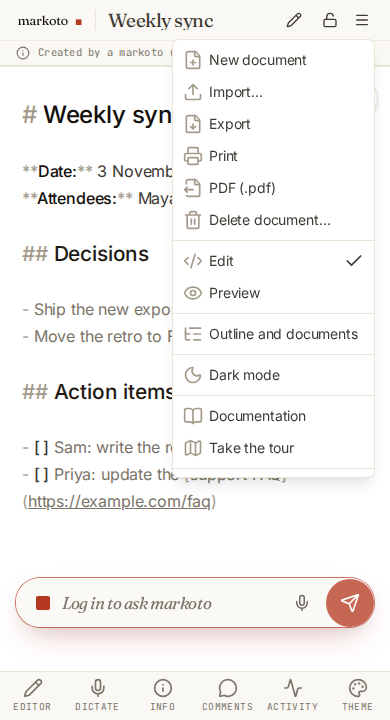 markoto
Weekly sync
Created by a markoto
# Weekly syn
**Date:** 3 Novemb
**Attendees:** Maya
## Decisions
- Ship the new expo
- Move the retro to F
## Action items
- [ ] Sam: write the re
- [ ] Priya: update the [support FAQ]
(https://example.com/faq)
New document
Import...
Export
Print
PDF (.pdf)
Delete document...
Edit
Preview
Outline and documents
Dark mode
Documentation
Take the tour
Log in to ask markoto
EDITOR
DICTATE
INFO
COMMENTS
ACTIVITY
THEME